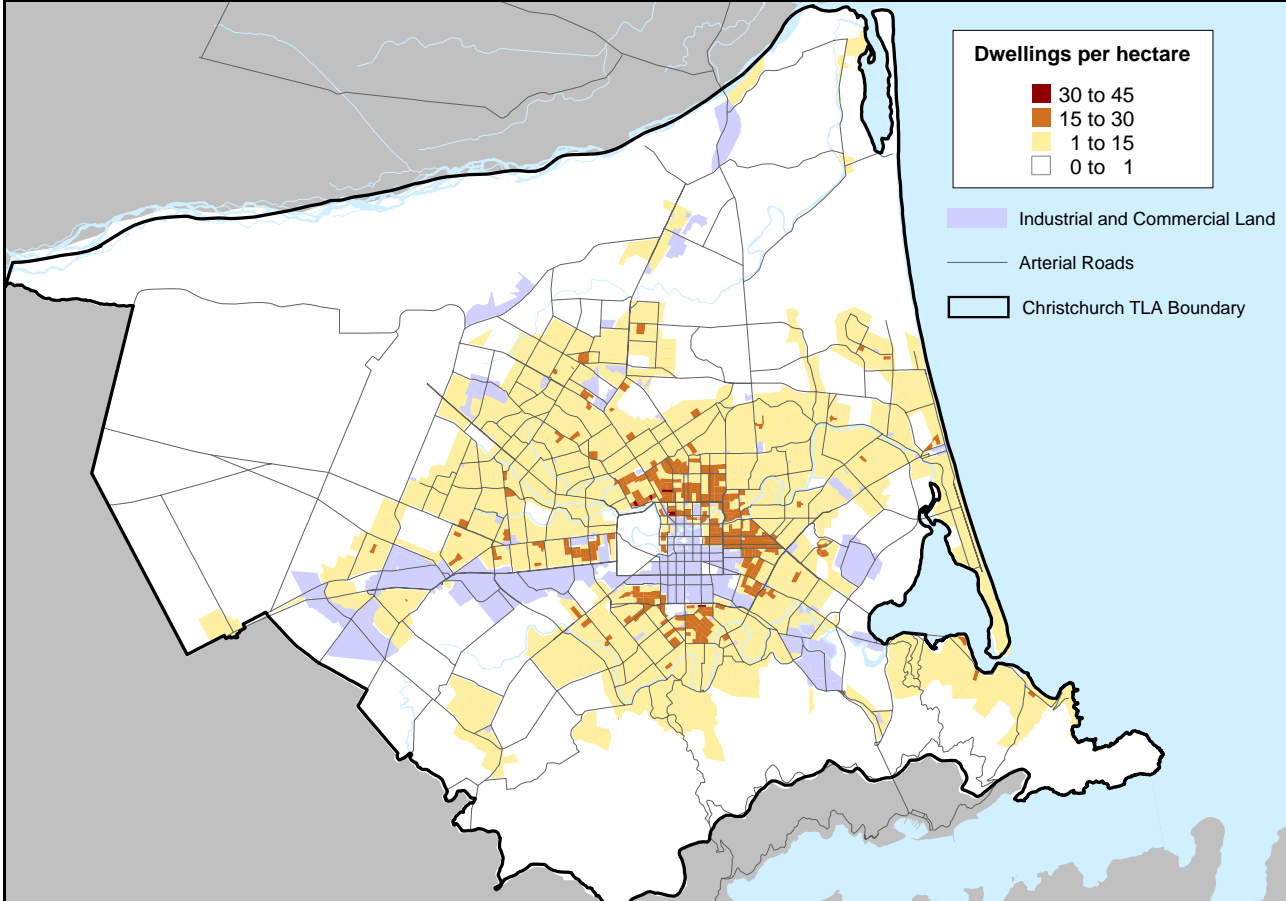 Dwellings per hectare
30 to 45
15 to 30
1 to 15
0 to 1
Industrial and Commercial Land
Arterial Roads
Christchurch TLA Boundary